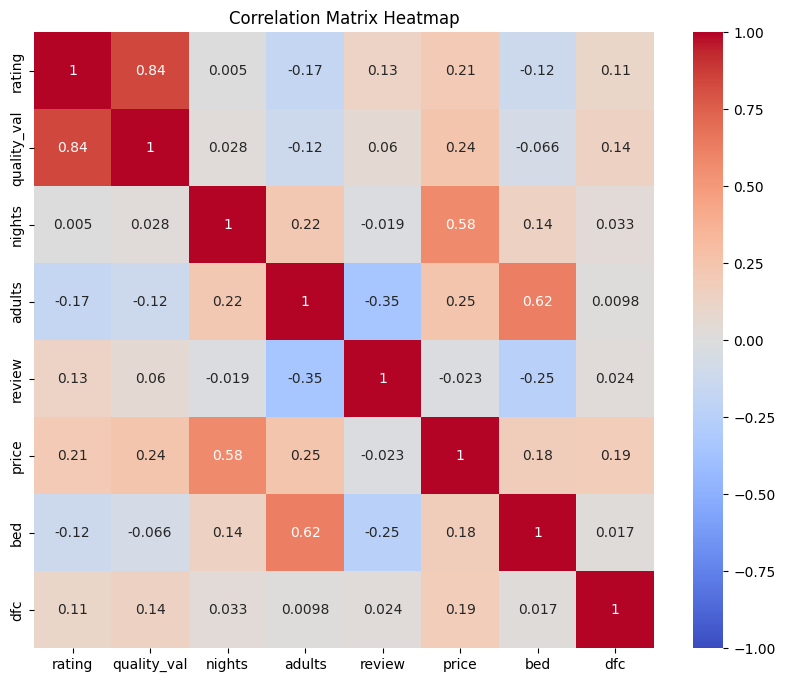 Correlation Matrix Heatmap
rating 1 0.84 0.005 -0.17 0.13 0.21 -0.12 0.11
quality_val 0.84 1 0.028 -0.12 0.06 0.24 -0.066 0.14
nights 0.005 0.028 1 0.22 -0.019 0.58 0.14 0.033
adults -0.17 -0.12 0.22 1 -0.35 0.25 0.62 0.0098
review 0.13 0.06 -0.019 -0.35 1 -0.023 -0.25 0.024
price 0.21 0.24 0.58 0.25 -0.023 1 0.18 0.19
bed -0.12 -0.066 0.14 0.62 -0.25 0.18 1 0.017
dfc 0.11 0.14 0.033 0.0098 0.024 0.19 0.017 1
rating quality_val nights adults review price bed dfc
1.00
0.75
0.50
0.25
0.00
−0.25
−0.50
−0.75
−1.00